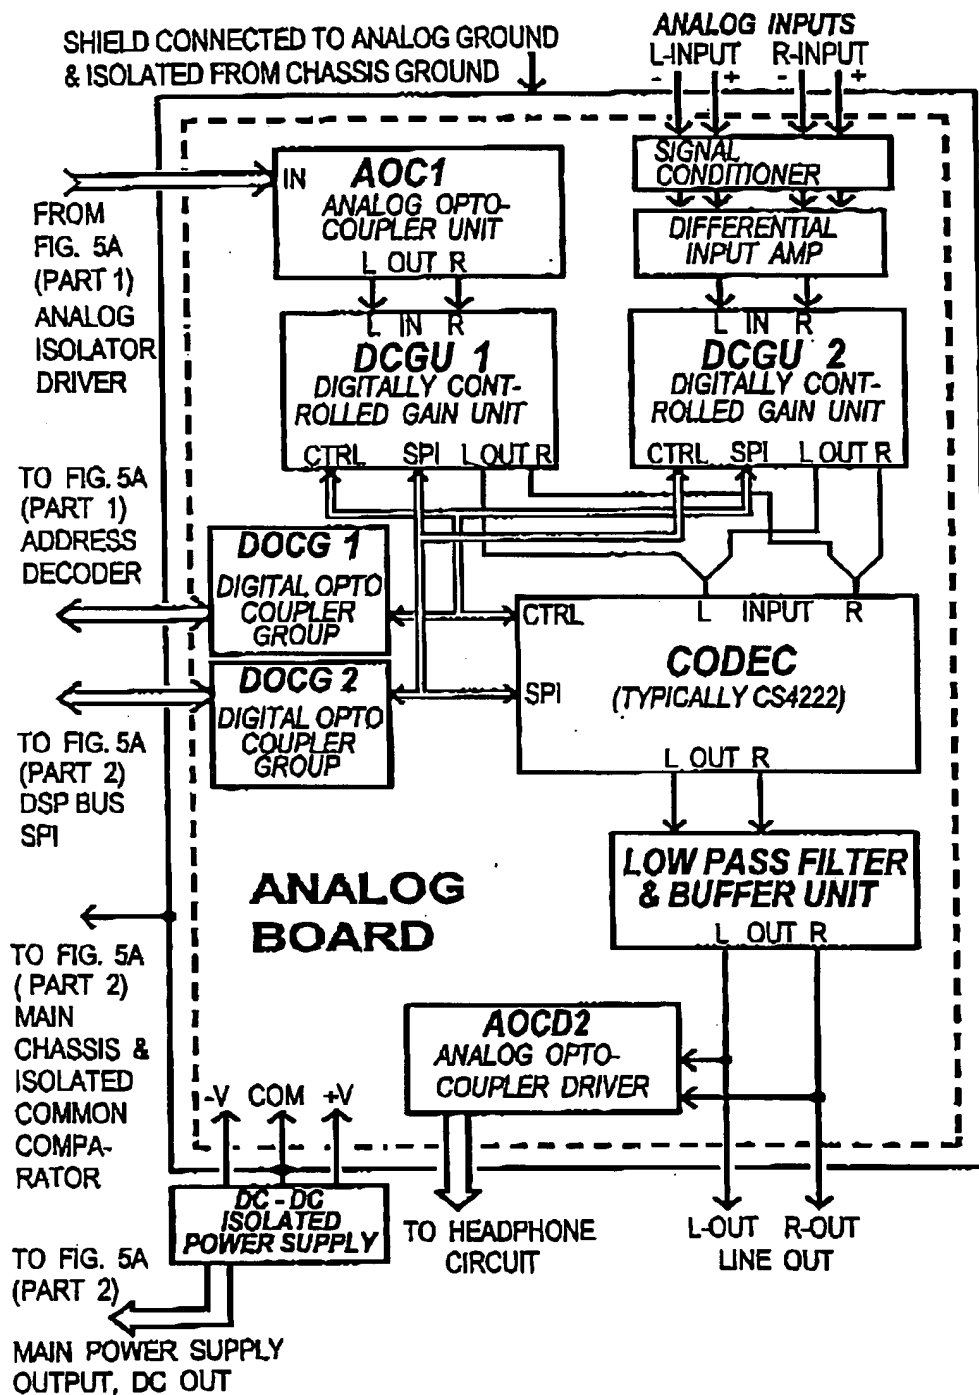 SHIELD CONNECTED TO ANALOG GROUND
& ISOLATED FROM CHASSIS GROUND
ANALOG INPUTS
L-INPUT R-INPUT
- + - +
SIGNAL
CONDITIONER
DIFFERENTIAL
INPUT AMP
IN
AOC1
ANALOG OPTO-
COUPLER UNIT
L OUT R
FROM
FIG. 5A
(PART 1)
ANALOG
ISOLATOR
DRIVER
L IN R
DCGU 1
DIGITALLY CONT-
ROLLED GAIN UNIT
CTRL SPI L OUT R
L IN R
DCGU 2
DIGITALLY CONT-
ROLLED GAIN UNIT
CTRL SPI L OUT R
TO FIG. 5A
(PART 1)
ADDRESS
DECODER
DOCG 1
DIGITAL OPTO
COUPLER
GROUP
DOCG 2
DIGITAL OPTO
COUPLER
GROUP
L INPUT R
CTRL
CODEC
(TYPICALLY CS4222)
SPI
L OUT R
TO FIG. 5A
(PART 2)
DSP BUS
SPI
LOW PASS FILTER
& BUFFER UNIT
L OUT R
ANALOG
BOARD
TO FIG. 5A
( PART 2)
MAIN
CHASSIS &
ISOLATED
COMMON
COMPA-
RATOR
AOCD2
ANALOG OPTO-
COUPLER DRIVER
-V COM +V
DC - DC
ISOLATED
POWER SUPPLY
TO HEADPHONE
CIRCUIT
L-OUT R-OUT
LINE OUT
TO FIG. 5A
(PART 2)
MAIN POWER SUPPLY
OUTPUT, DC OUT